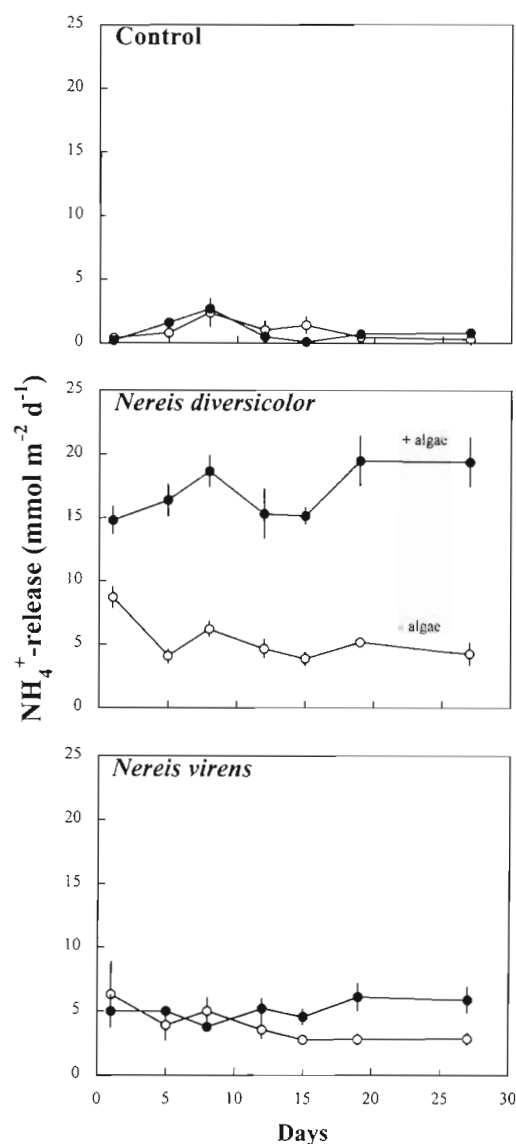 Control
25
20
15
10
5
0
NH₄⁺-release (mmol m⁻² d⁻¹)
Nereis diversicolor
25
20
15
10
5
0
+ algae
- algae
Nereis virens
25
20
15
10
5
0
0 5 10 15 20 25 30
Days